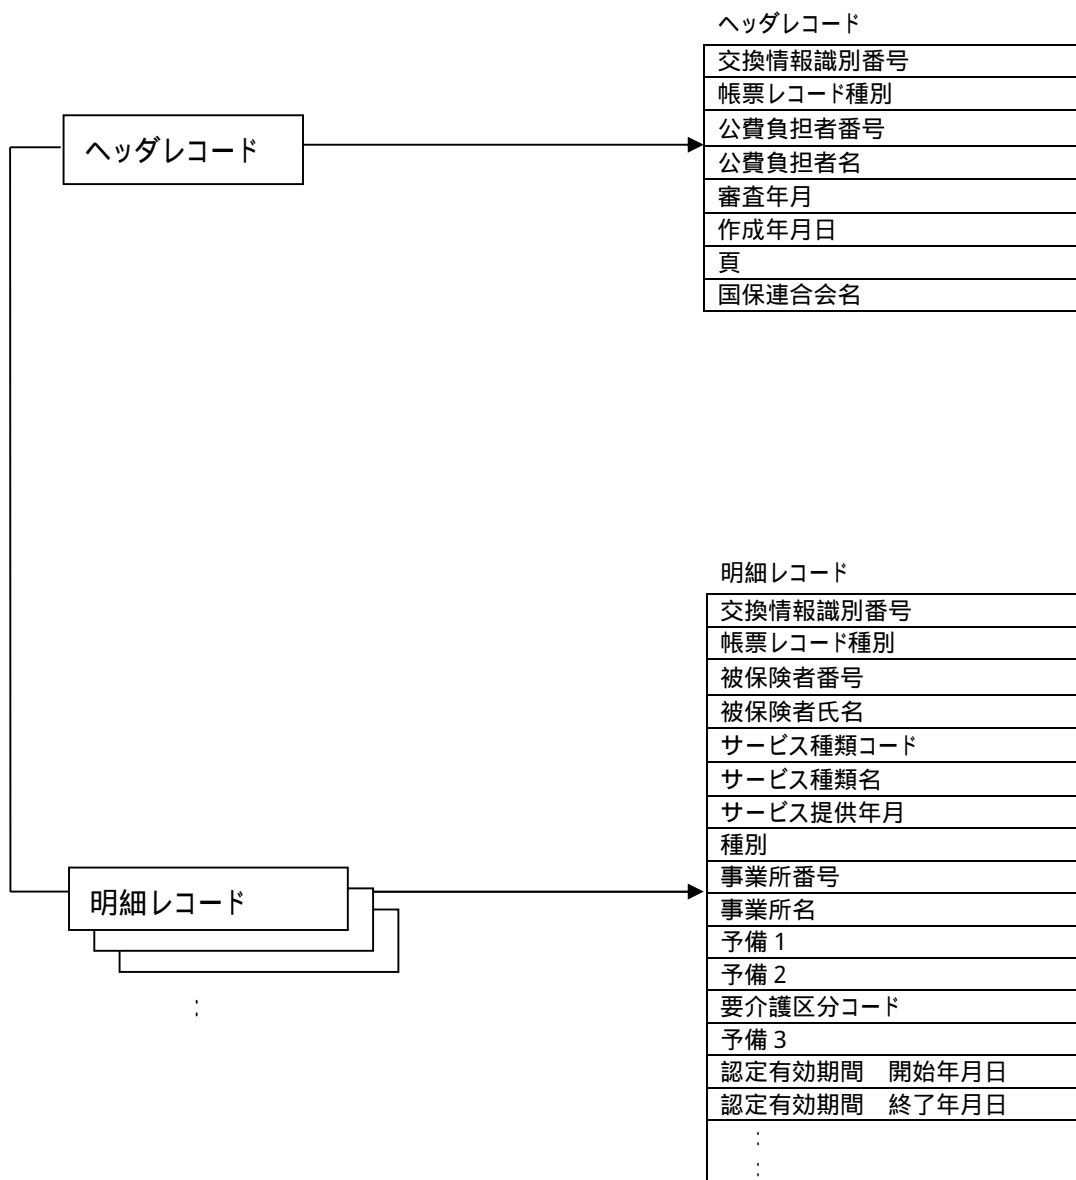 ヘッダレコード
ヘッダレコード
交換情報識別番号
帳票レコード種別
公費負担者番号
公費負担者名
審査年月
作成年月日
頁
国保連合会名
明細レコード
:
明細レコード
交換情報識別番号
帳票レコード種別
被保険者番号
被保険者氏名
サービス種類コード
サービス種類名
サービス提供年月
種別
事業所番号
事業所名
予備 1
予備 2
要介護区分コード
予備 3
認定有効期間　開始年月日
認定有効期間　終了年月日
:
: